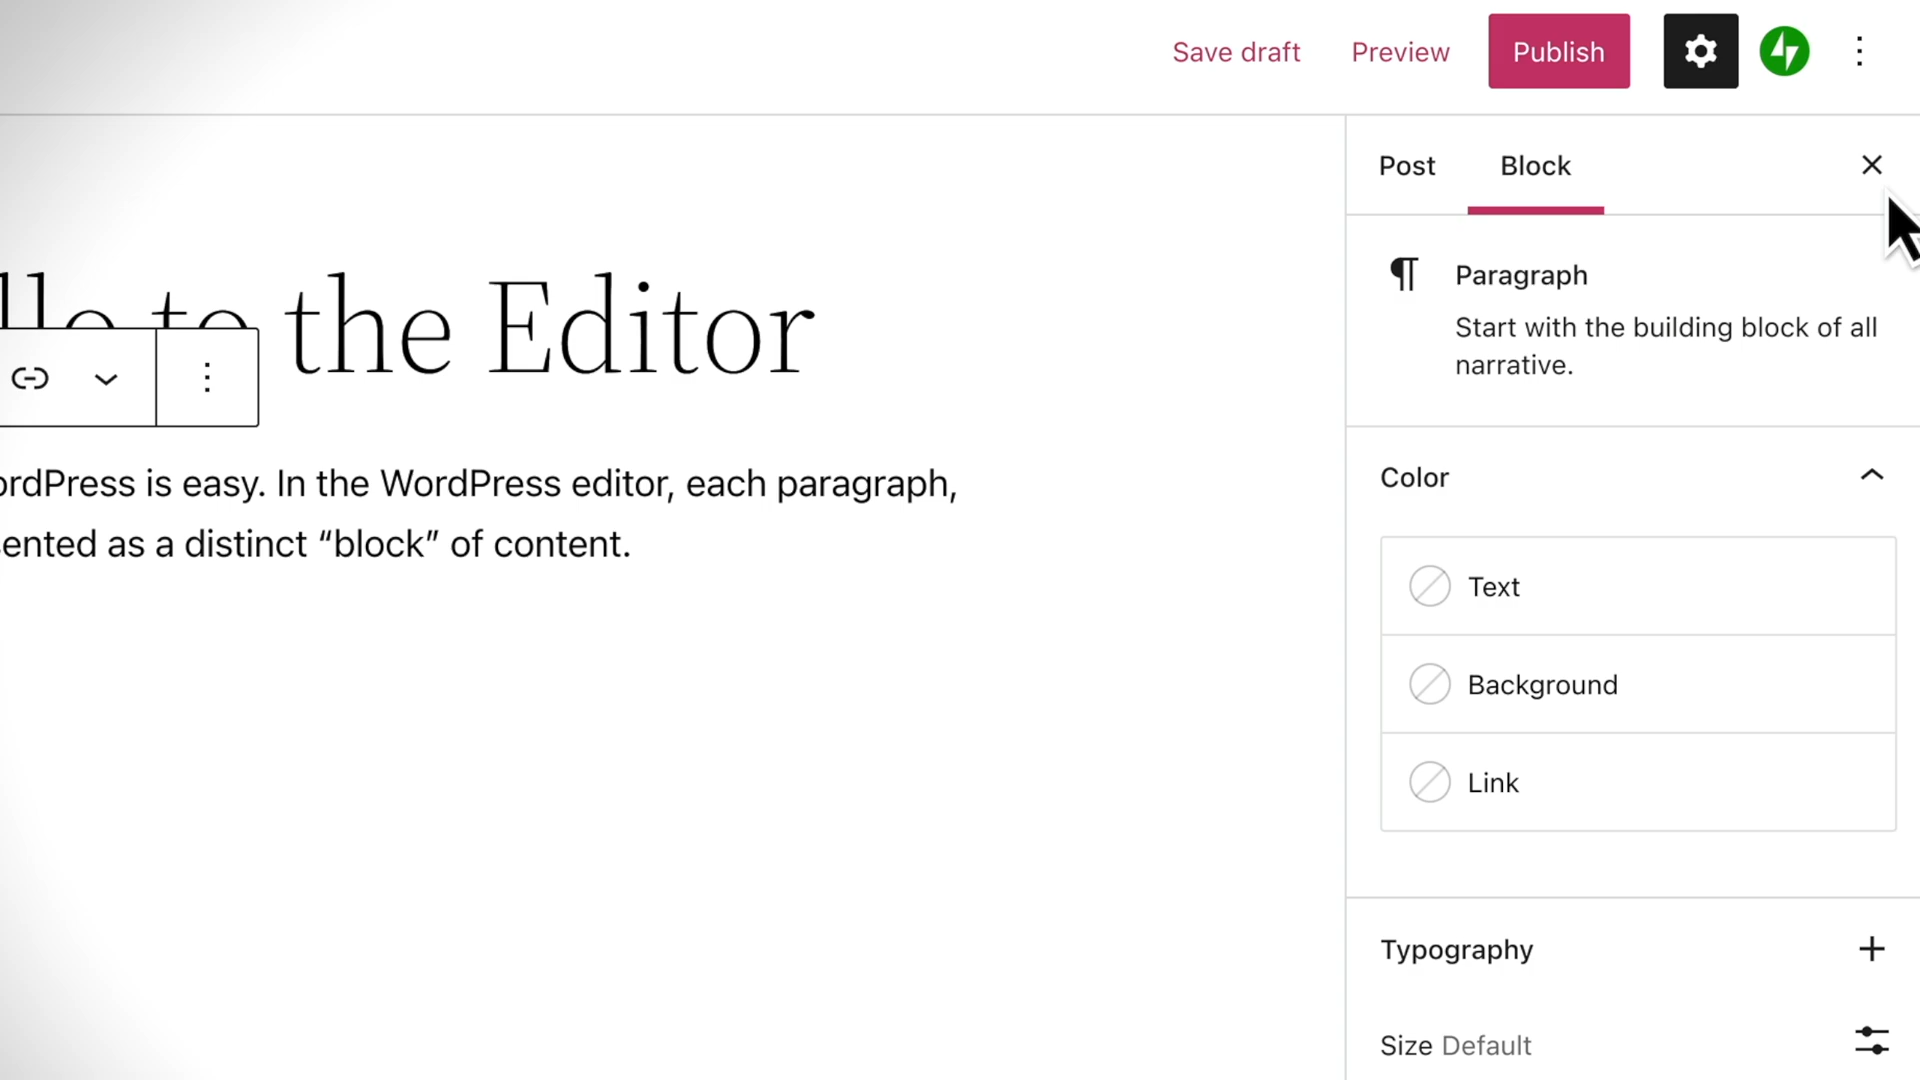 Save draft Preview Publish
Post Block
the Editor
Paragraph
Start with the building block of all
narrative.
ordPress is easy. In the WordPress editor, each paragraph,
ented as a distinct “block” of content.
Color
Text
Background
Link
Typography
Size Default